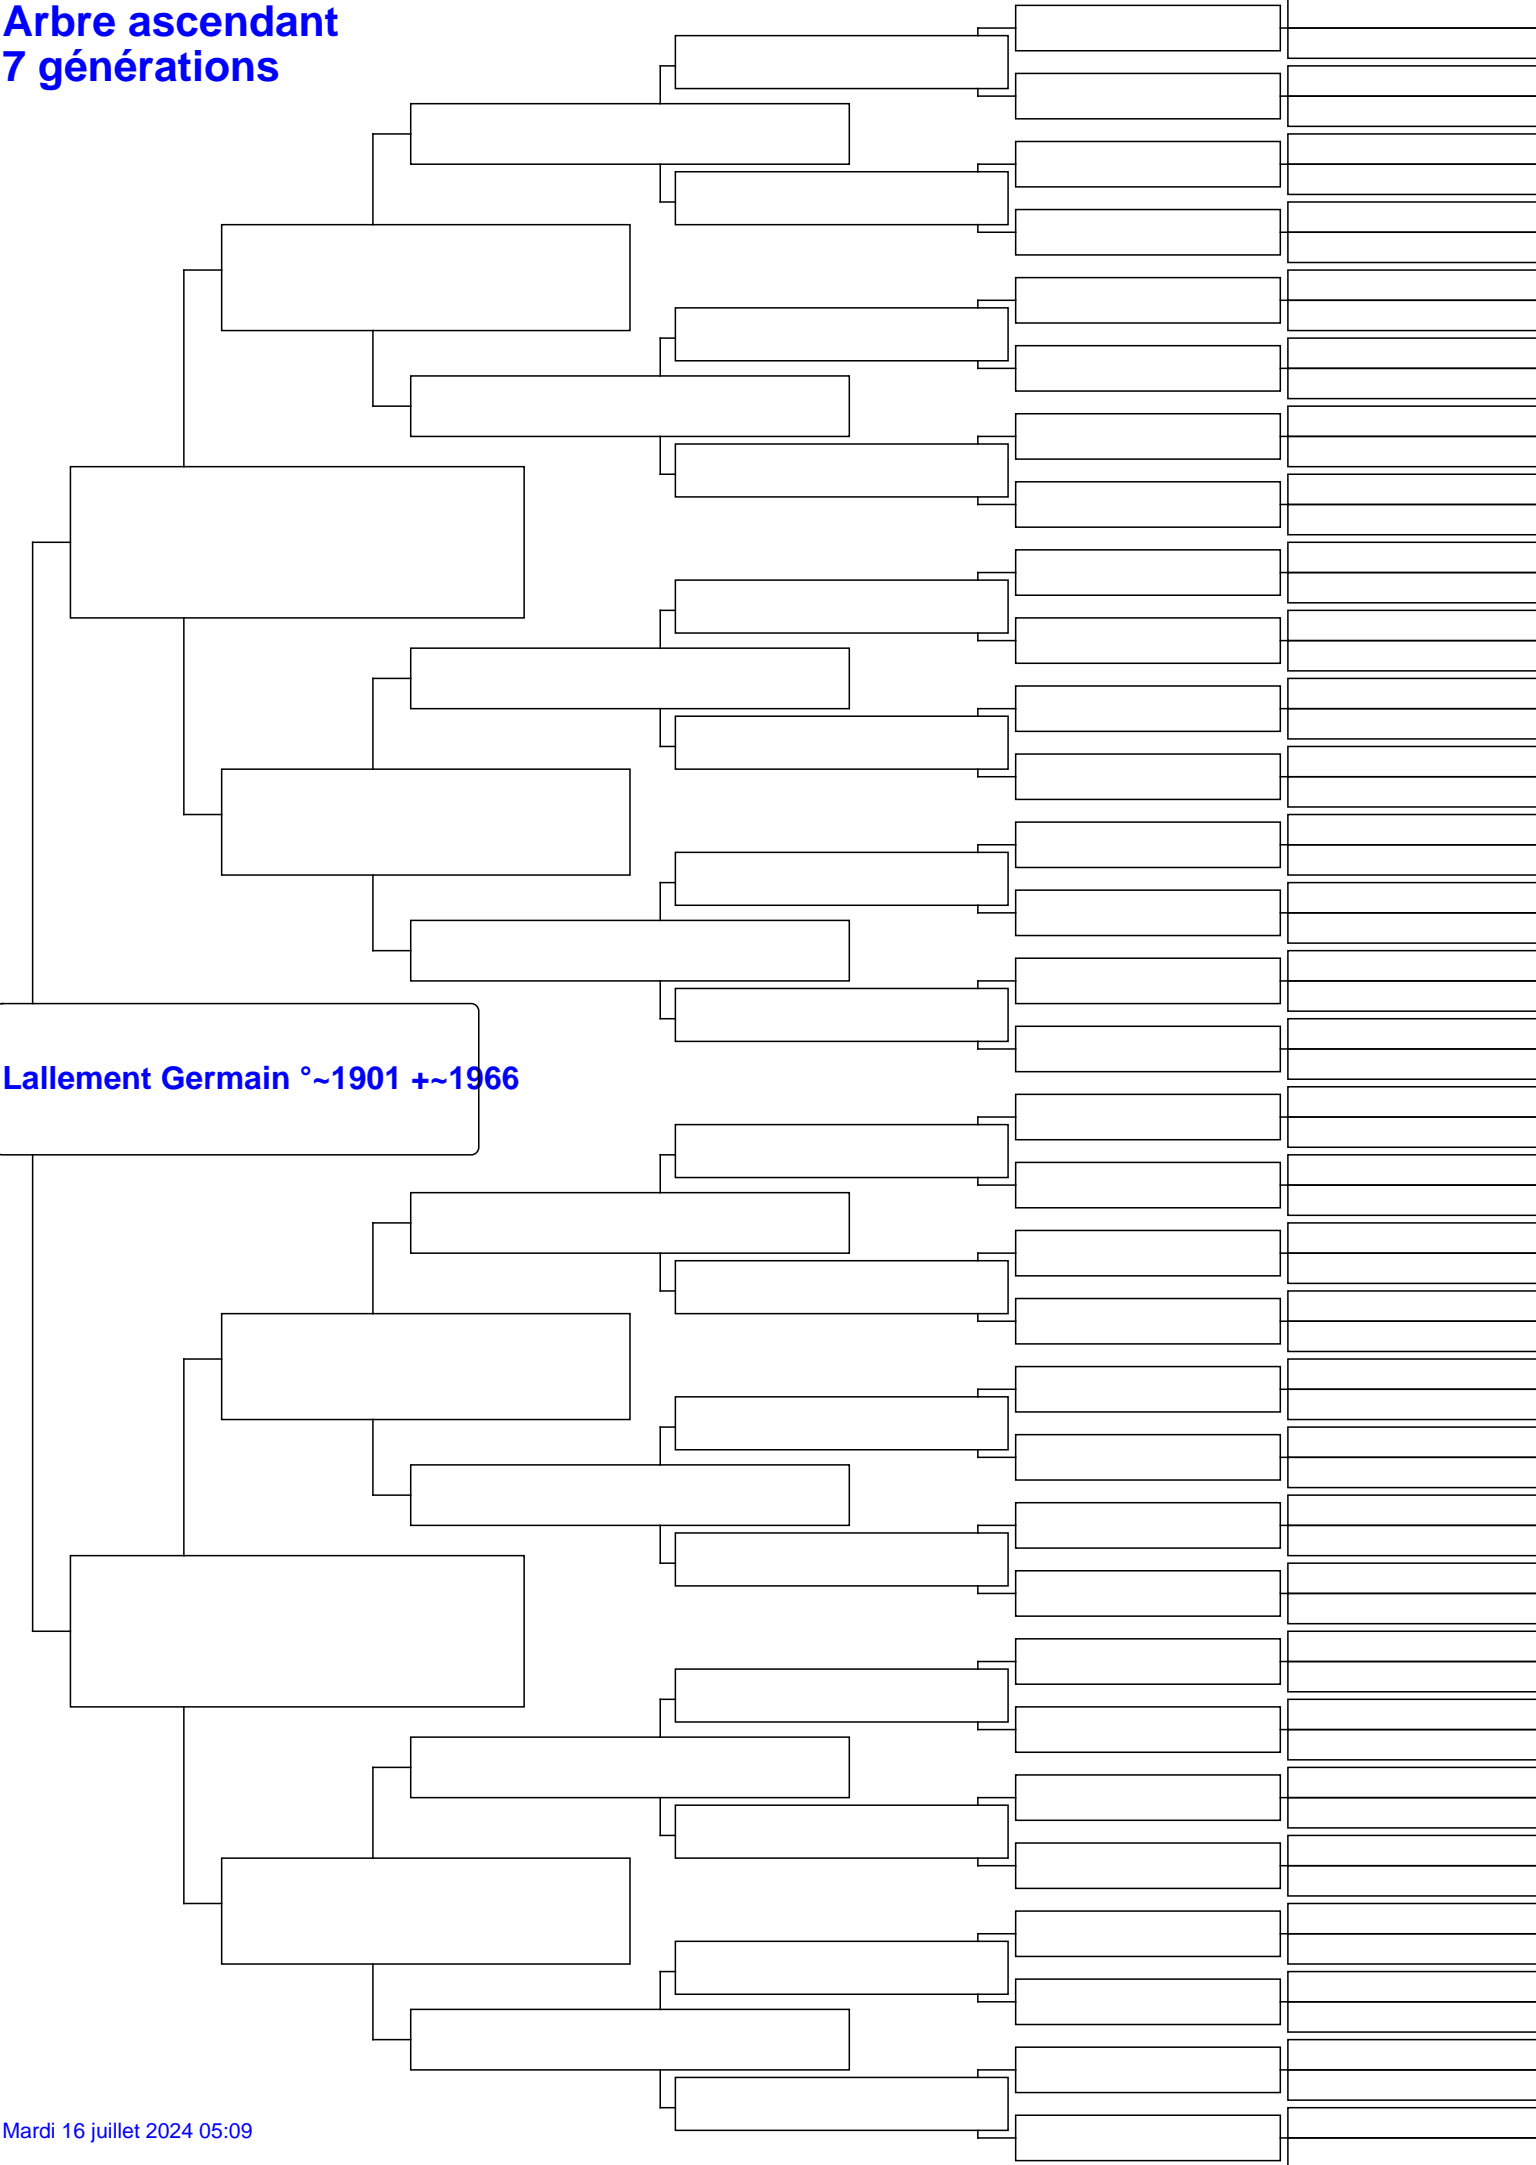 Arbre ascendant
7 générations
Lallement Germain °~1901 +~1966
Mardi 16 juillet 2024 05:09